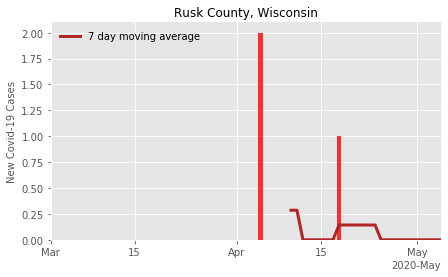 Rusk County, Wisconsin
7 day moving average
New Covid-19 Cases
2.00
1.75
1.50
1.25
1.00
0.75
0.50
0.25
0.00
Mar 15 Apr 15 May
2020-May